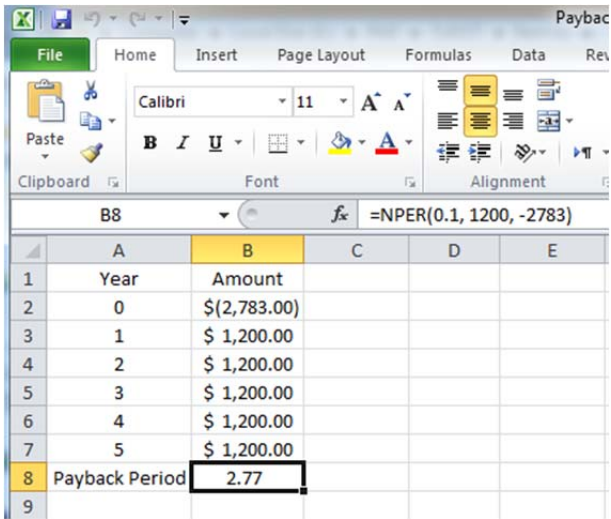 Paybac
File Home Insert Page Layout Formulas Data Rev
Paste
Calibri 11 A A
B I U A
Clipboard Font Alignment
B8 fx =NPER(0.1, 1200, -2783)
A B C D E
1 Year Amount
2 0 $(2,783.00)
3 1 $ 1,200.00
4 2 $ 1,200.00
5 3 $ 1,200.00
6 4 $ 1,200.00
7 5 $ 1,200.00
8 Payback Period 2.77
9